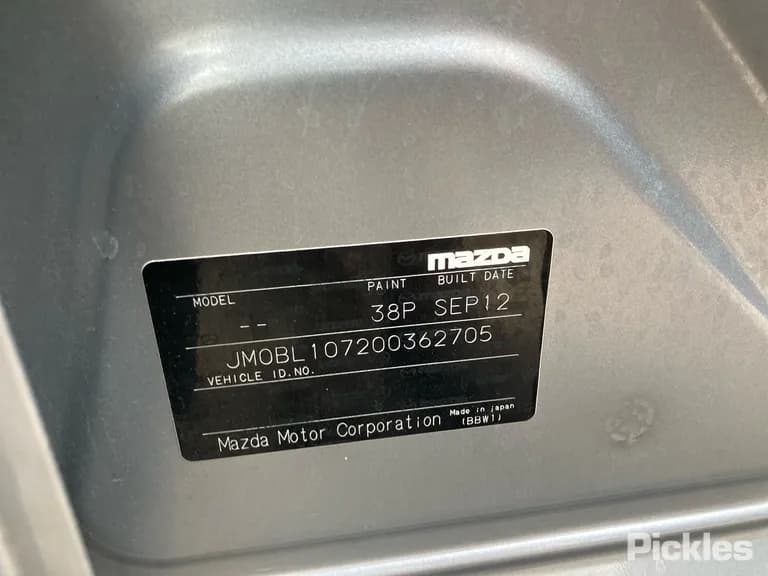 mazda
MODEL PAINT BUILT DATE
-- 38P SEP12
JM0BL107200362705
VEHICLE ID.NO.
Mazda Motor Corporation Made in japan
(BBW1)
Pickles